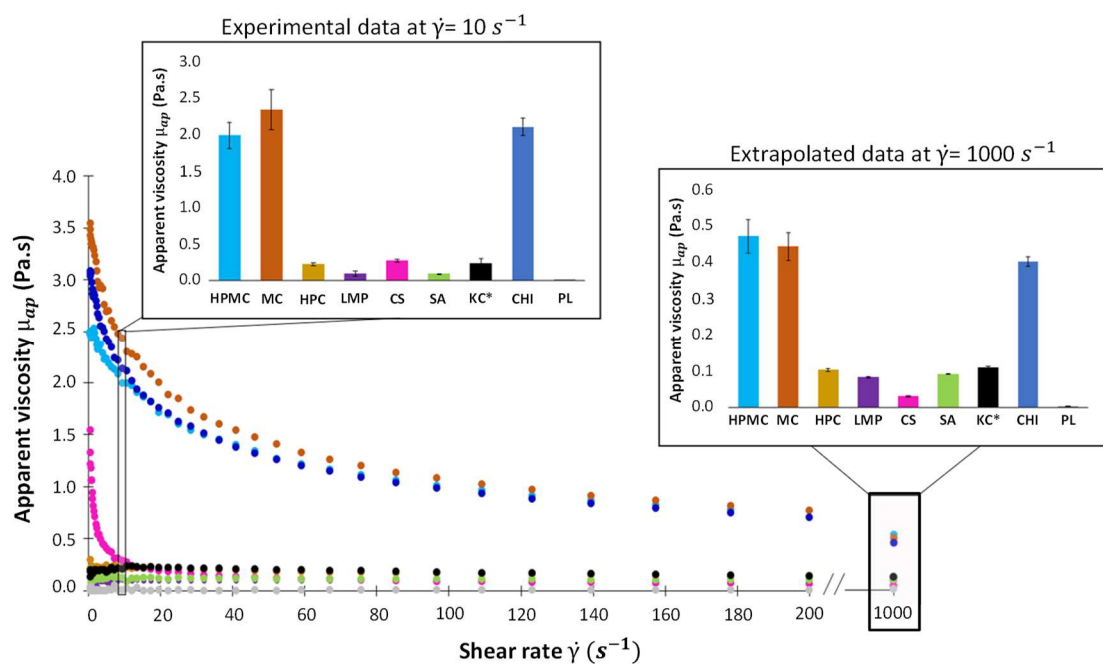 Experimental data at γ̇= 10 s⁻¹
Apparent viscosity μₐₚ (Pa.s)
3.0
2.5
2.0
1.5
1.0
0.5
0.0
HPMC MC HPC LMP CS SA KC* CHI PL
Extrapolated data at γ̇= 1000 s⁻¹
Apparent viscosity μₐₚ (Pa.s)
0.6
0.5
0.4
0.3
0.2
0.1
0.0
HPMC MC HPC LMP CS SA KC* CHI PL
Apparent viscosity μₐₚ (Pa.s)
4.0
3.5
3.0
2.5
2.0
1.5
1.0
0.5
0.0
0 20 40 60 80 100 120 140 160 180 200 // 1000
Shear rate γ̇ (s⁻¹)